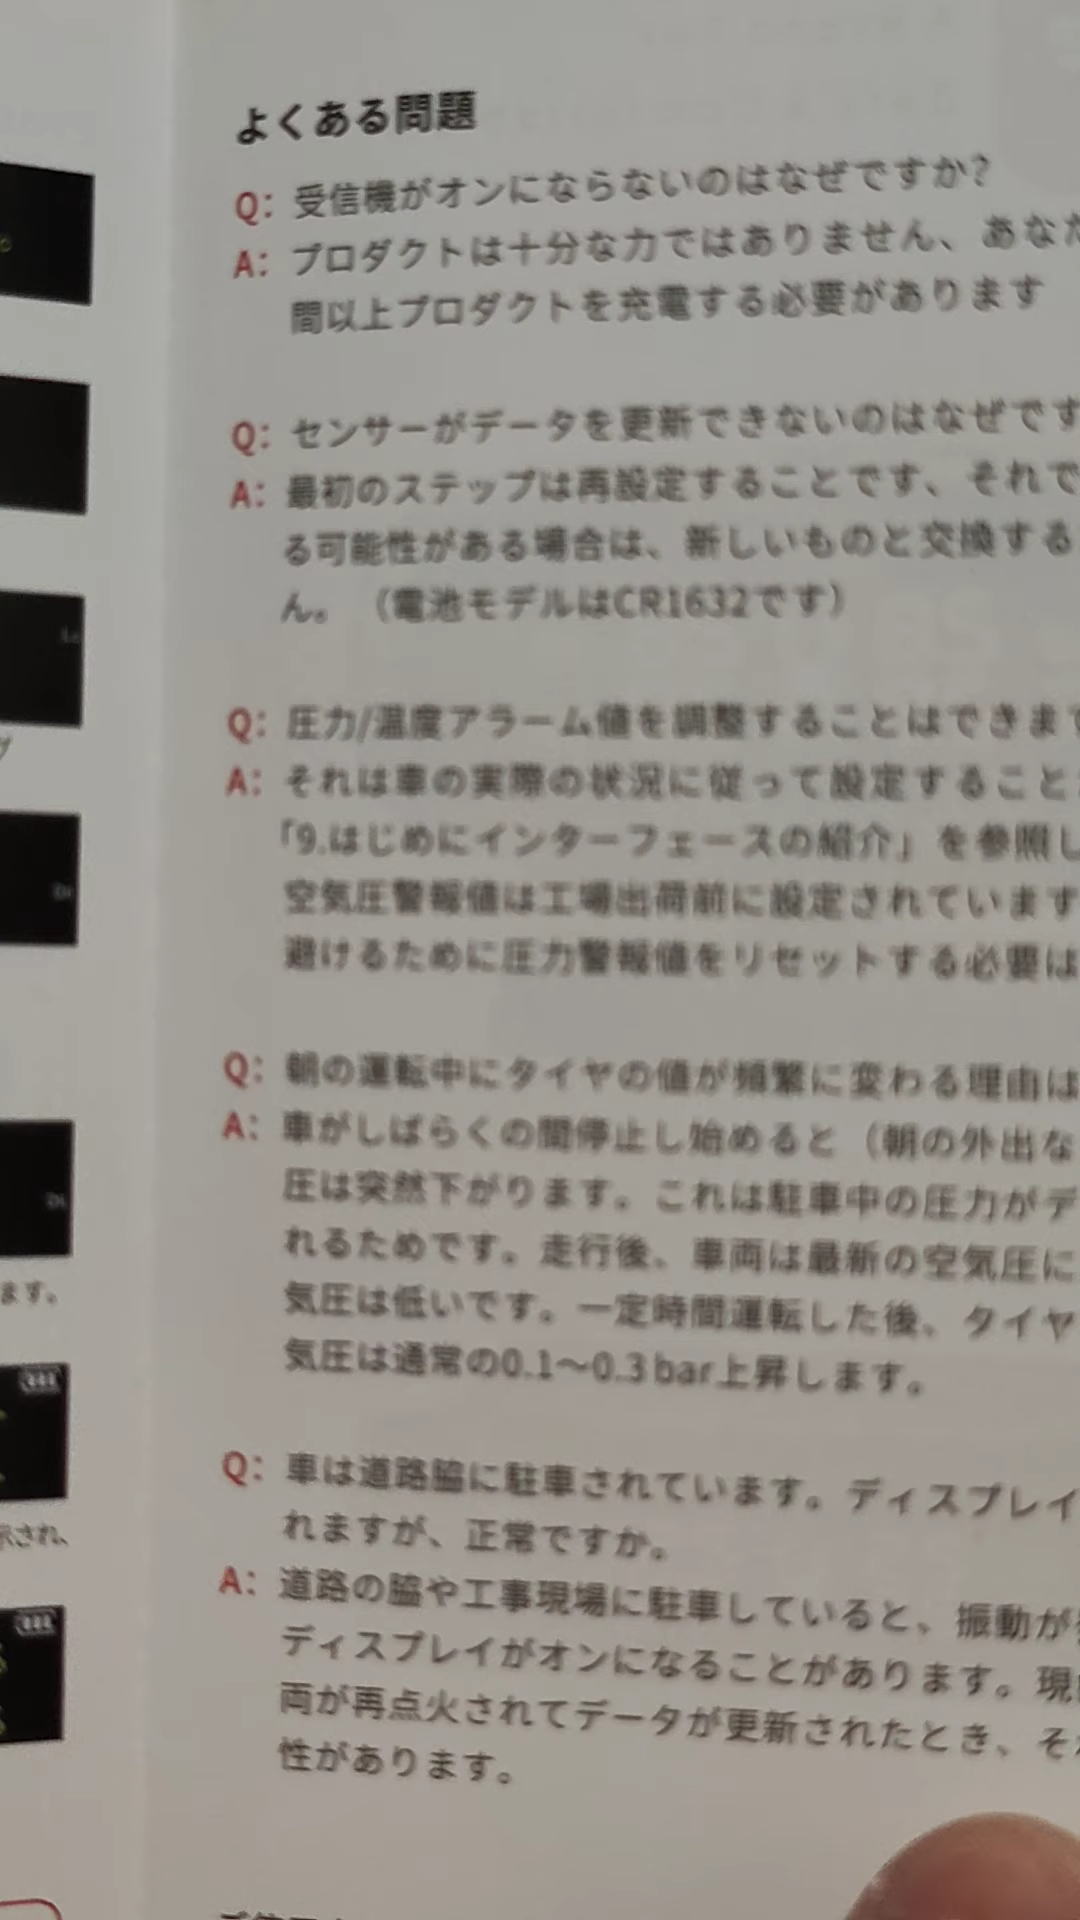 よくある問題
Q: 受信機がオンにならないのはなぜですか?
A: プロダクトは十分な力ではありません、あなた
間以上プロダクトを充電する必要があります
Q: センサーがデータを更新できないのはなぜです
A: 最初のステップは再設定することです、それで
る可能性がある場合は、新しいものと交換する
ん。（電池モデルはCR1632です）
Q: 圧力/温度アラーム値を調整することはできます
A: それは車の実際の状況に従って設定すること
「9.はじめにインターフェースの紹介」を参照し
空気圧警報値は工場出荷前に設定されています
避けるために圧力警報値をリセットする必要は
Q: 朝の運転中にタイヤの値が頻繁に変わる理由は
A: 車がしばらくの間停止し始めると（朝の外出な
圧は突然下がります。これは駐車中の圧力がデ
れるためです。走行後、車両は最新の空気圧に
気圧は低いです。一定時間運転した後、タイヤ
気圧は通常の0.1〜0.3bar上昇します。
Q: 車は道路脇に駐車されています。ディスプレイ
れますが、正常ですか。
A: 道路の脇や工事現場に駐車していると、振動が
ディスプレイがオンになることがあります。現
両が再点火されてデータが更新されたとき、そ
性があります。
ます。
示され、